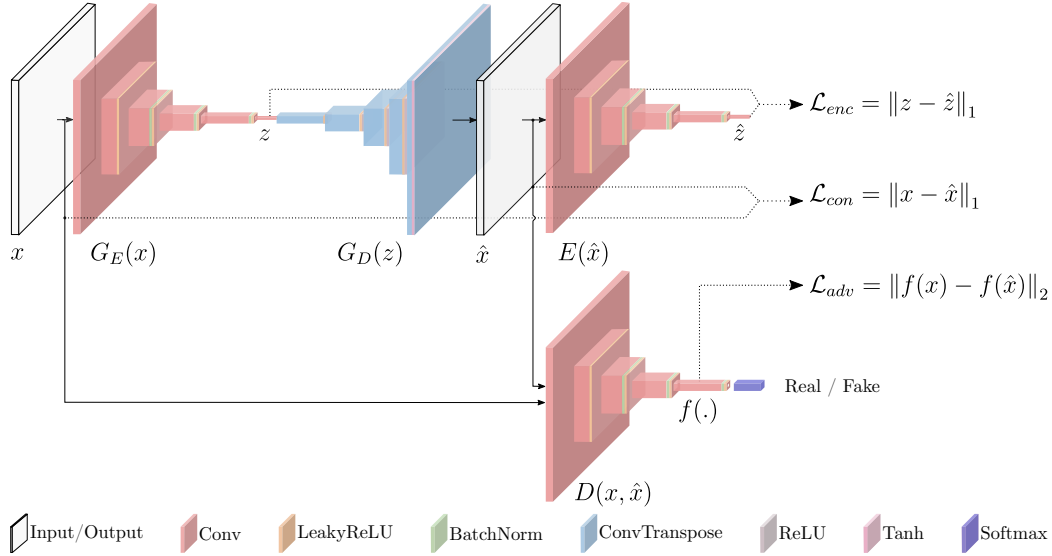 ℒ_enc = ‖z − ẑ‖₁
z
ẑ
ℒ_con = ‖x − x̂‖₁
x
G_E(x)
G_D(z)
x̂
E(x̂)
ℒ_adv = ‖f(x) − f(x̂)‖₂
Real / Fake
f(.)
D(x, x̂)
Input/Output
Conv
LeakyReLU
BatchNorm
ConvTranspose
ReLU
Tanh
Softmax